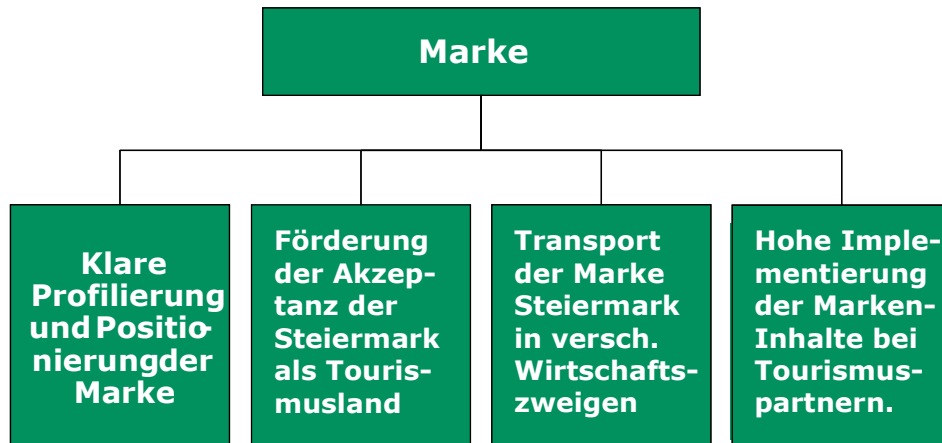 Marke
Klare
Profilierung
und Positio-
nierungder
Marke
Förderung
der Akzep-
tanz der
Steiermark
als Touris-
musland
Transport
der Marke
Steiermark
in versch.
Wirtschafts-
zweigen
Hohe Imple-
mentierung
der Marken-
Inhalte bei
Tourismus-
partnern.